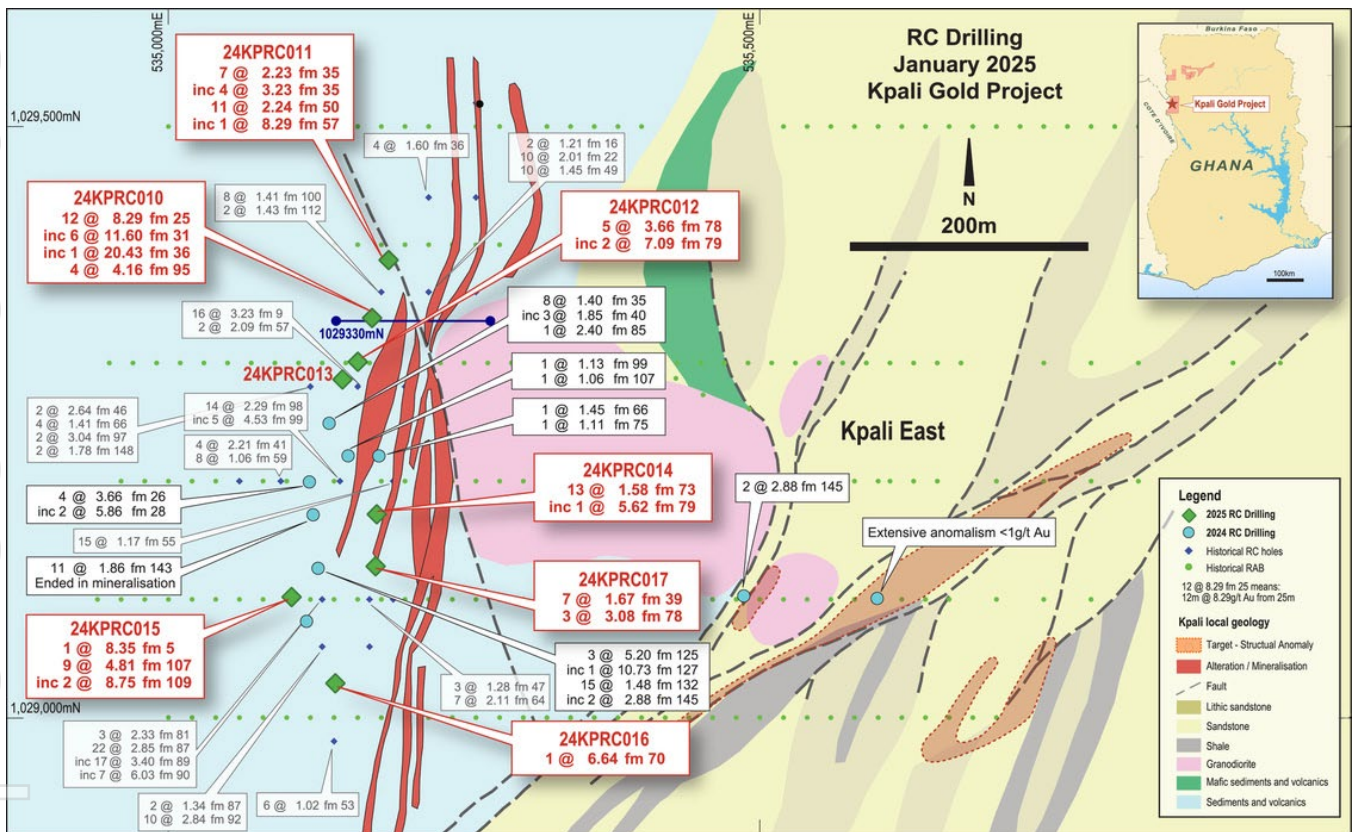 RC Drilling
January 2025
Kpali Gold Project
N
200m
535,000mE
535,500mE
1,029,500mN
1,029,000mN
24KPRC011
7 @ 2.23 fm 35
inc 4 @ 3.23 fm 35
11 @ 2.24 fm 50
inc 1 @ 8.29 fm 57
4 @ 1.60 fm 36
2 @ 1.21 fm 16
10 @ 2.01 fm 22
10 @ 1.45 fm 49
24KPRC010
12 @ 8.29 fm 25
inc 6 @ 11.60 fm 31
inc 1 @ 20.43 fm 36
4 @ 4.16 fm 95
8 @ 1.41 fm 100
2 @ 1.43 fm 112
24KPRC012
5 @ 3.66 fm 78
inc 2 @ 7.09 fm 79
16 @ 3.23 fm 9
2 @ 2.09 fm 57
1029330mN
8 @ 1.40 fm 35
inc 3 @ 1.85 fm 40
1 @ 2.40 fm 85
24KPRC013
1 @ 1.13 fm 99
1 @ 1.06 fm 107
2 @ 2.64 fm 46
4 @ 1.41 fm 66
2 @ 3.04 fm 97
2 @ 1.78 fm 148
14 @ 2.29 fm 98
inc 5 @ 4.53 fm 99
1 @ 1.45 fm 66
1 @ 1.11 fm 75
4 @ 2.21 fm 41
8 @ 1.06 fm 59
Kpali East
4 @ 3.66 fm 26
inc 2 @ 5.86 fm 28
24KPRC014
13 @ 1.58 fm 73
inc 1 @ 5.62 fm 79
2 @ 2.88 fm 145
Extensive anomalism <1g/t Au
15 @ 1.17 fm 55
11 @ 1.86 fm 143
Ended in mineralisation
24KPRC017
7 @ 1.67 fm 39
3 @ 3.08 fm 78
24KPRC015
1 @ 8.35 fm 5
9 @ 4.81 fm 107
inc 2 @ 8.75 fm 109
3 @ 5.20 fm 125
inc 1 @ 10.73 fm 127
15 @ 1.48 fm 132
inc 2 @ 2.88 fm 145
3 @ 1.28 fm 47
7 @ 2.11 fm 64
24KPRC016
1 @ 6.64 fm 70
3 @ 2.33 fm 81
22 @ 2.85 fm 87
inc 17 @ 3.40 fm 89
inc 7 @ 6.03 fm 90
2 @ 1.34 fm 87
10 @ 2.84 fm 92
6 @ 1.02 fm 53
Burkina Faso
COTE D'IVOIRE
Kpali Gold Project
GHANA
100km
Legend
2025 RC Drilling
2024 RC Drilling
Historical RC holes
Historical RAB
12 @ 8.29 fm 25 means:
12m @ 8.29g/t Au from 25m
Kpali local geology
Target - Structual Anomaly
Alteration / Mineralisation
Fault
Lithic sandstone
Sandstone
Shale
Granodiorite
Mafic sediments and volcanics
Sediments and volcanics